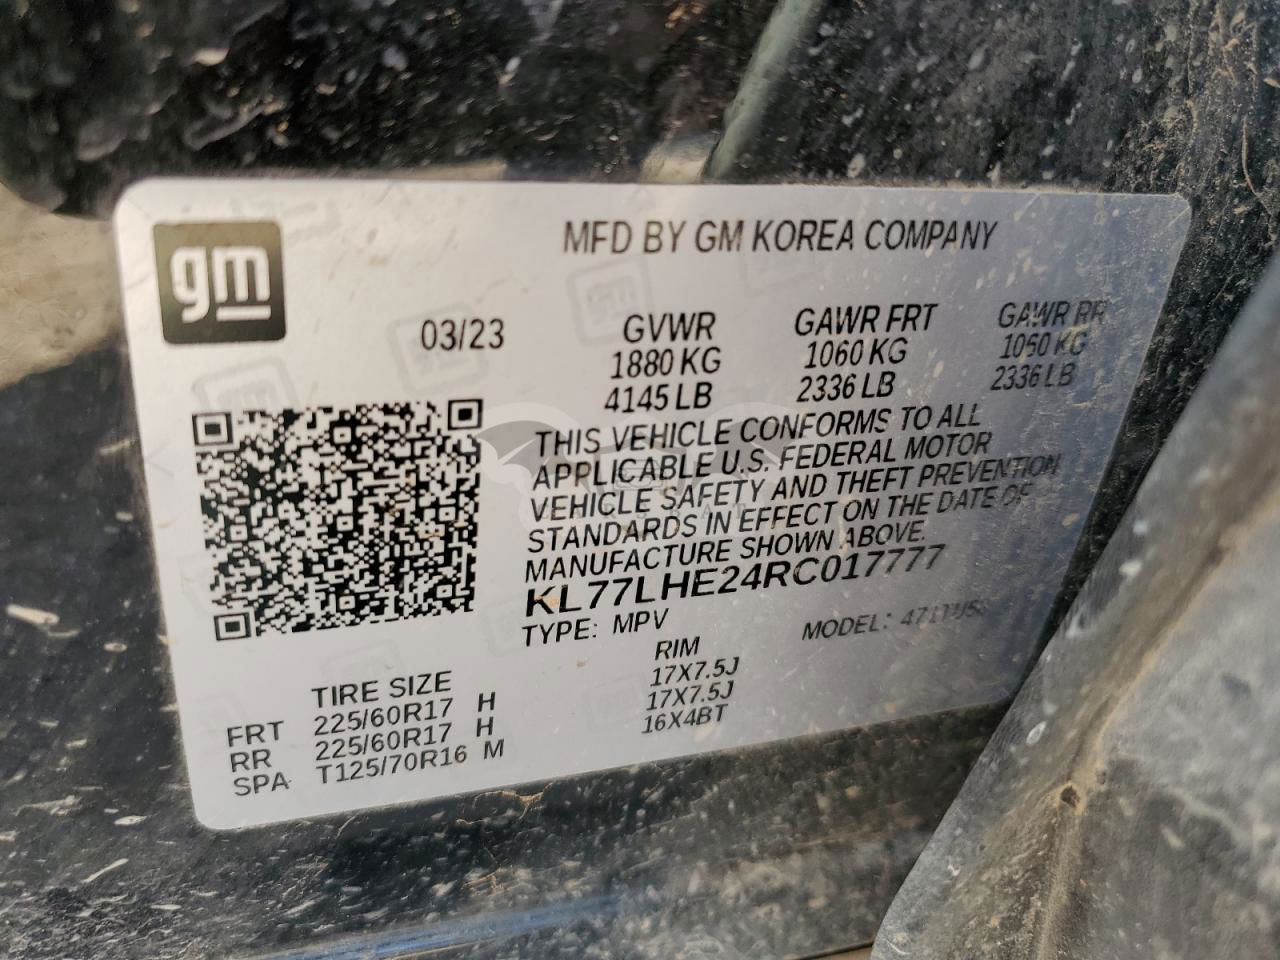 gm
MFD BY GM KOREA COMPANY
03/23
GVWR GAWR FRT GAWR RR
1880 KG 1060 KG 1060 KG
4145 LB 2336 LB 2336 LB
THIS VEHICLE CONFORMS TO ALL
APPLICABLE U.S. FEDERAL MOTOR
VEHICLE SAFETY AND THEFT PREVENTION
STANDARDS IN EFFECT ON THE DATE OF
MANUFACTURE SHOWN ABOVE.
KL77LHE24RC017777
TYPE: MPV MODEL:
TIRE SIZE RIM
FRT 225/60R17 H 17X7.5J
RR 225/60R17 H 17X7.5J
SPA T125/70R16 M 16X4BT